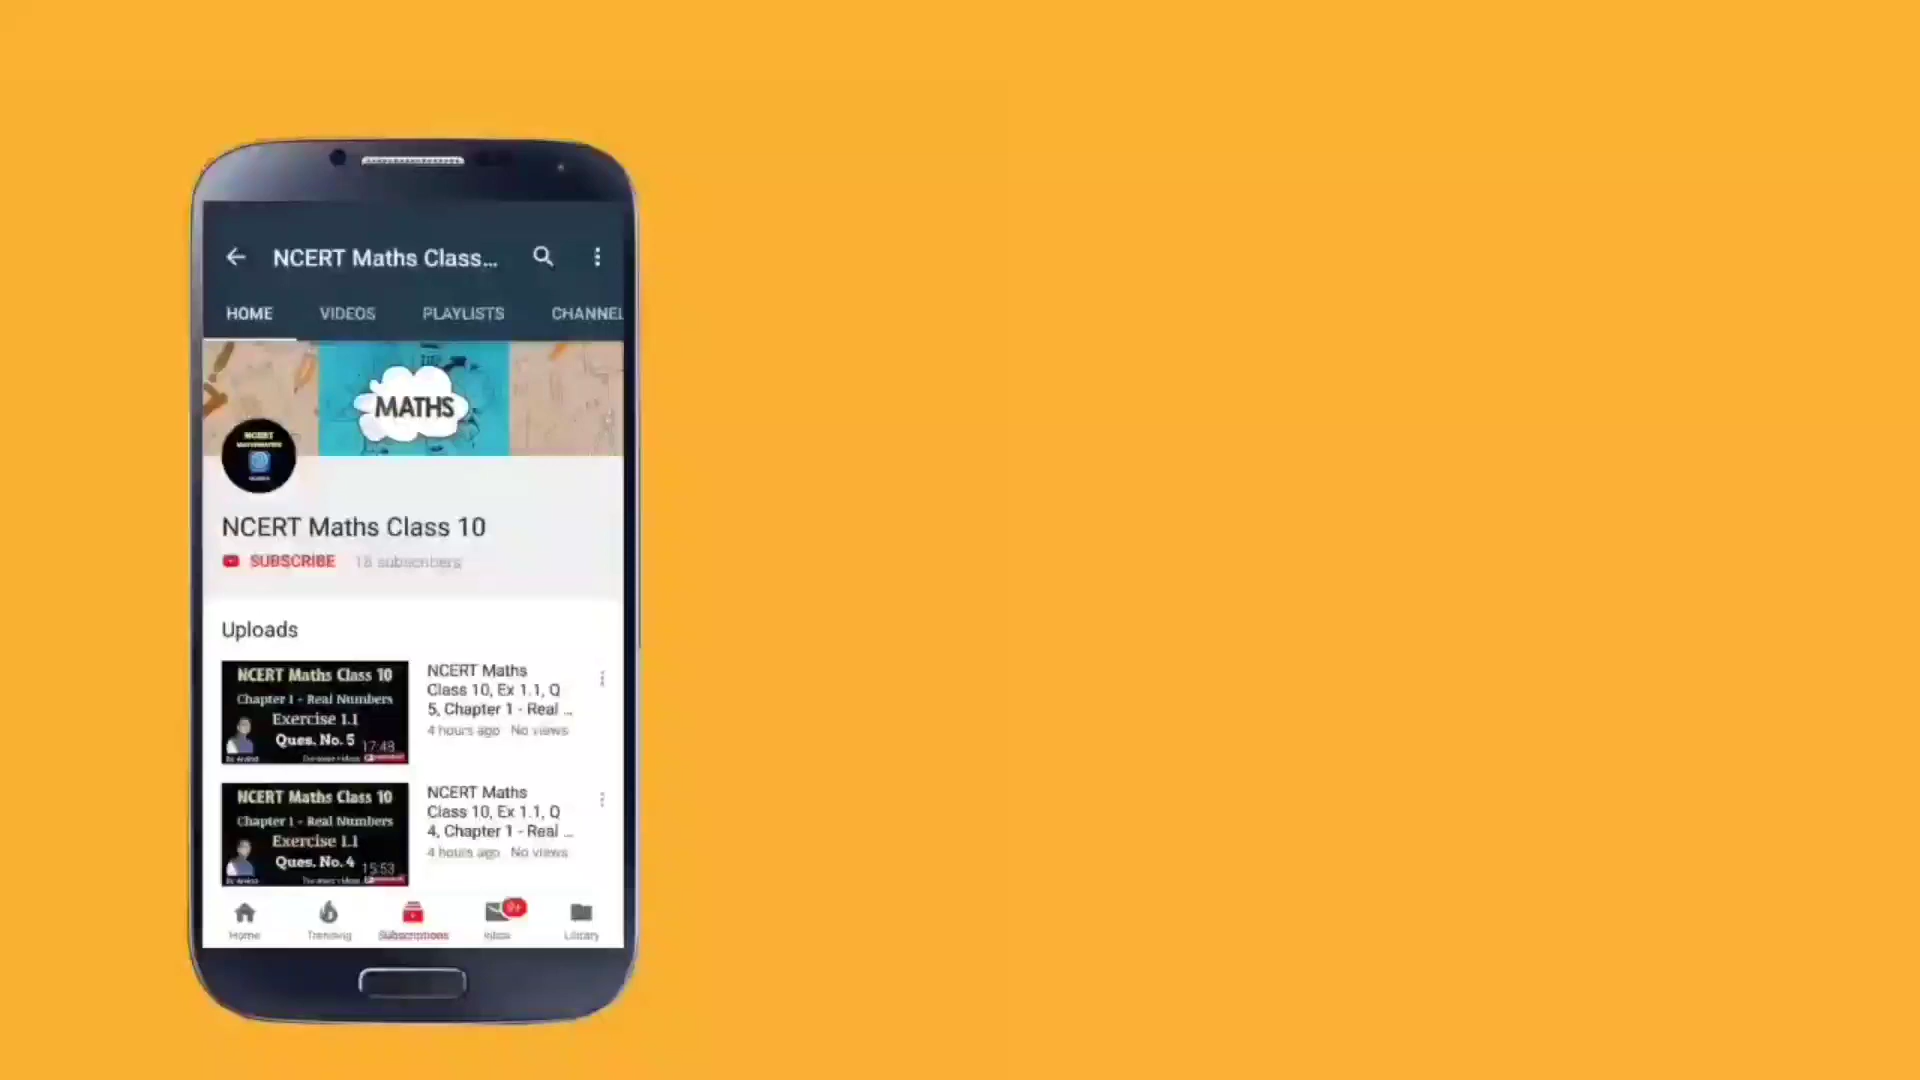 NCERT Maths Class...
HOME VIDEOS PLAYLISTS CHANNEL
MATHS
NCERT
NCERT Maths Class 10
SUBSCRIBE 18 subscribers
Uploads
NCERT Maths Class 10
Chapter 1 - Real Numbers
Exercise 1.1
Ques. No. 5
17:48
NCERT Maths
Class 10, Ex 1.1, Q
5, Chapter 1 - Real ...
4 hours ago No views
NCERT Maths Class 10
Chapter 1 - Real Numbers
Exercise 1.1
Ques. No. 4
15:53
NCERT Maths
Class 10, Ex 1.1, Q
4, Chapter 1 - Real ...
4 hours ago No views
9+
Home Trending Subscriptions Inbox Library